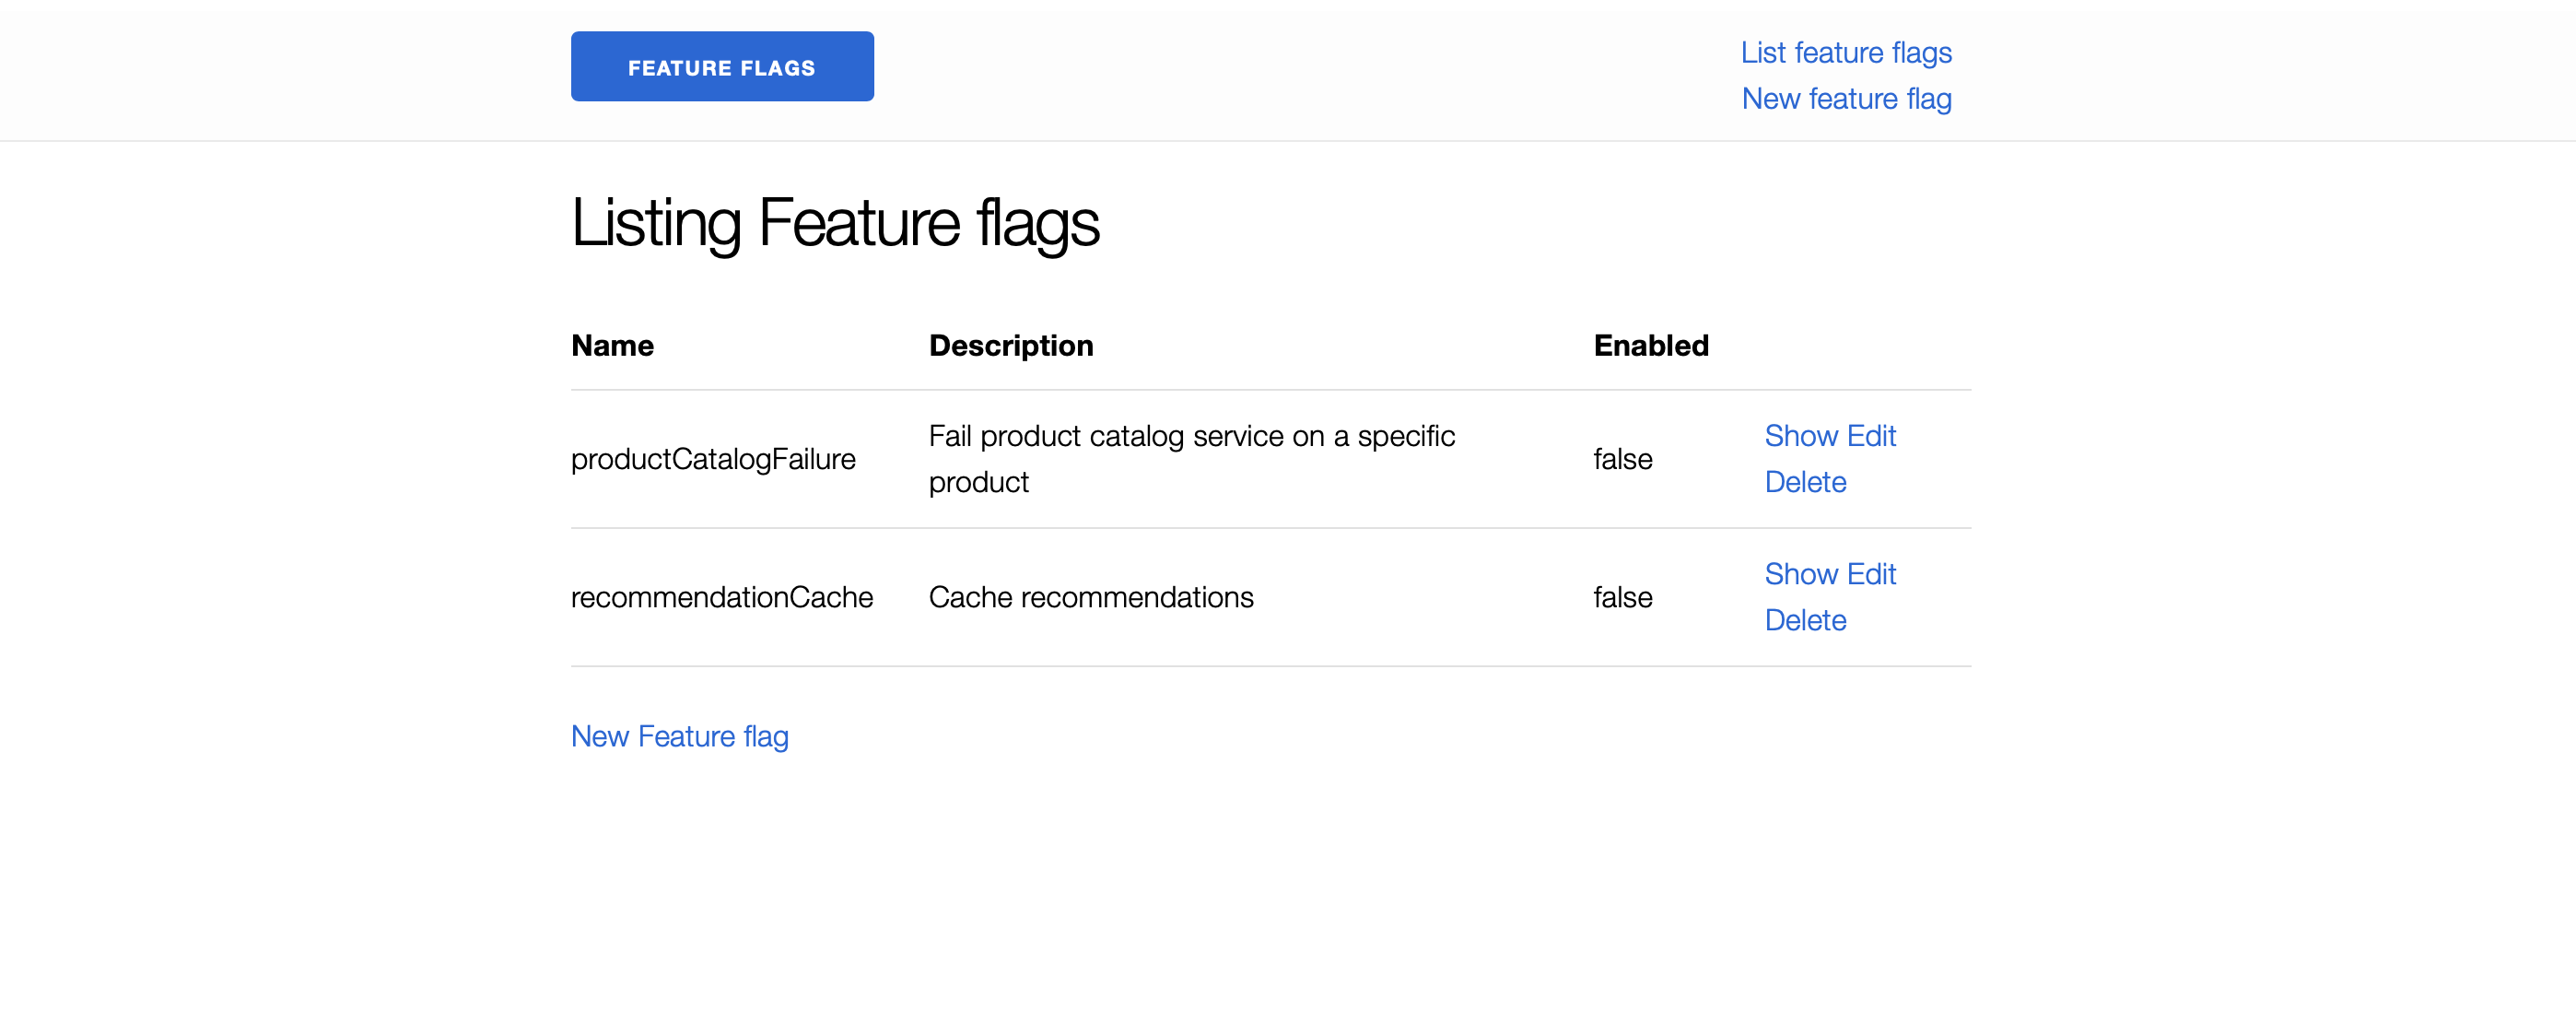 FEATURE FLAGS
List feature flags
New feature flag
Listing Feature flags
Name Description Enabled
productCatalogFailure Fail product catalog service on a specific product false Show Edit Delete
recommendationCache Cache recommendations false Show Edit Delete
New Feature flag